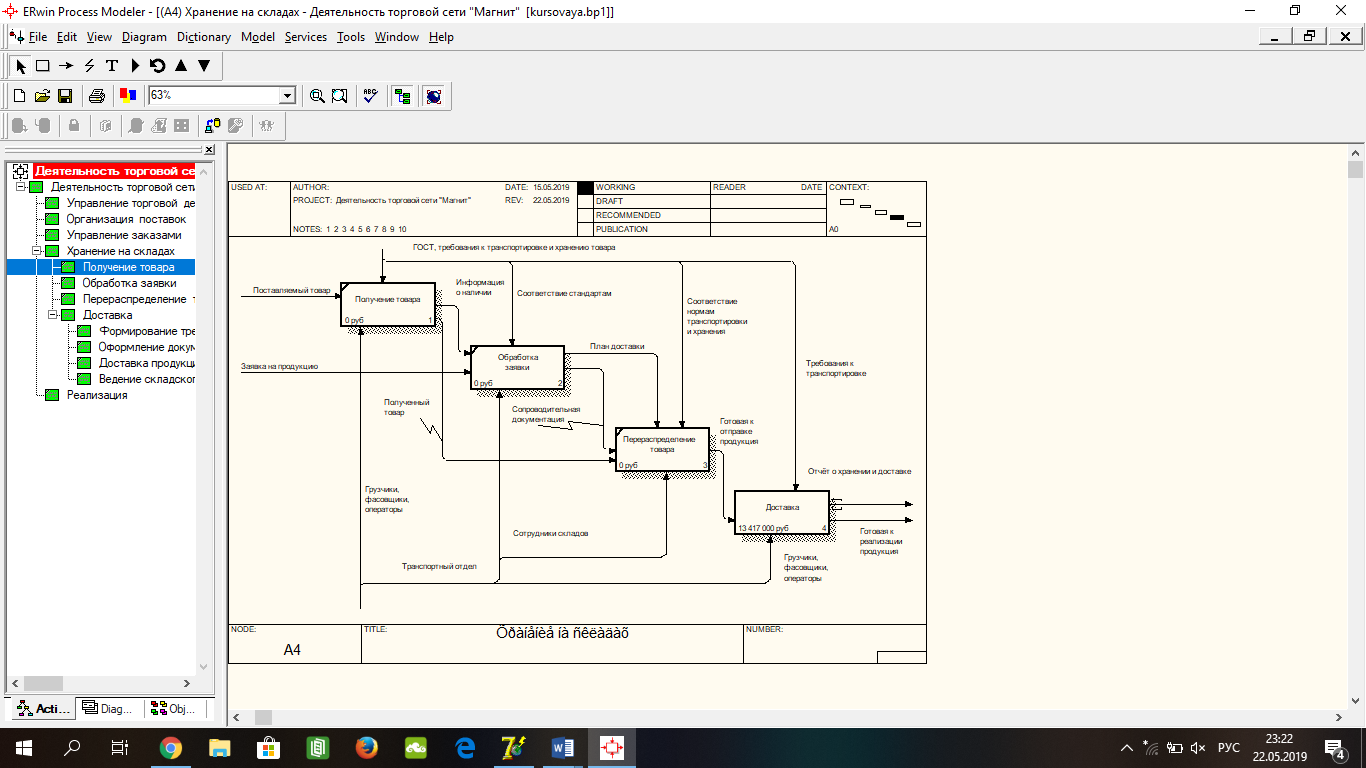 ERwin Process Modeler - [(A4) Хранение на складах - Деятельность торговой сети "Магнит"  [kursovaya.bp1]]
File Edit View Diagram Dictionary Model Services Tools Window Help
63%
ABC
Деятельность торговой се
Деятельность торговой сети
Управление торговой де
Организация поставок
Управление заказами
Хранение на складах
Получение товара
Обработка заявки
Перераспределение т
Доставка
Формирование тре
Оформление докум
Доставка продукци
Ведение складског
Реализация
Acti... Diag... Obj...
USED AT: AUTHOR: DATE: 15.05.2019 WORKING READER DATE CONTEXT:
PROJECT: Деятельность торговой сети "Магнит" REV: 22.05.2019 DRAFT
RECOMMENDED
NOTES: 1 2 3 4 5 6 7 8 9 10 PUBLICATION A0
ГОСТ, требования к транспортировке и хранению товара
Поставляемый товар
Получение товара
0 руб 1
Информация
о наличии
Соответствие стандартам
Соответствие
нормам
транспортировки
и хранения
План доставки
Обработка
заявки
0 руб 2
Заявка на продукцию
Требования к
транспортировке
Полученный
товар
Сопроводительная
документация
Готовая к
отправке
продукция
Перераспределение
товара
0 руб 3
Отчёт о хранении и доставке
Грузчики,
фасовщики,
операторы
Доставка
13 417 000 руб 4
Сотрудники складов
Готовая к
реализации
продукция
Транспортный отдел
Грузчики,
фасовщики,
операторы
NODE: TITLE: NUMBER:
A4 Õðàíåíèå íà ñêëàäàõ
РУС
23:22
22.05.2019
4